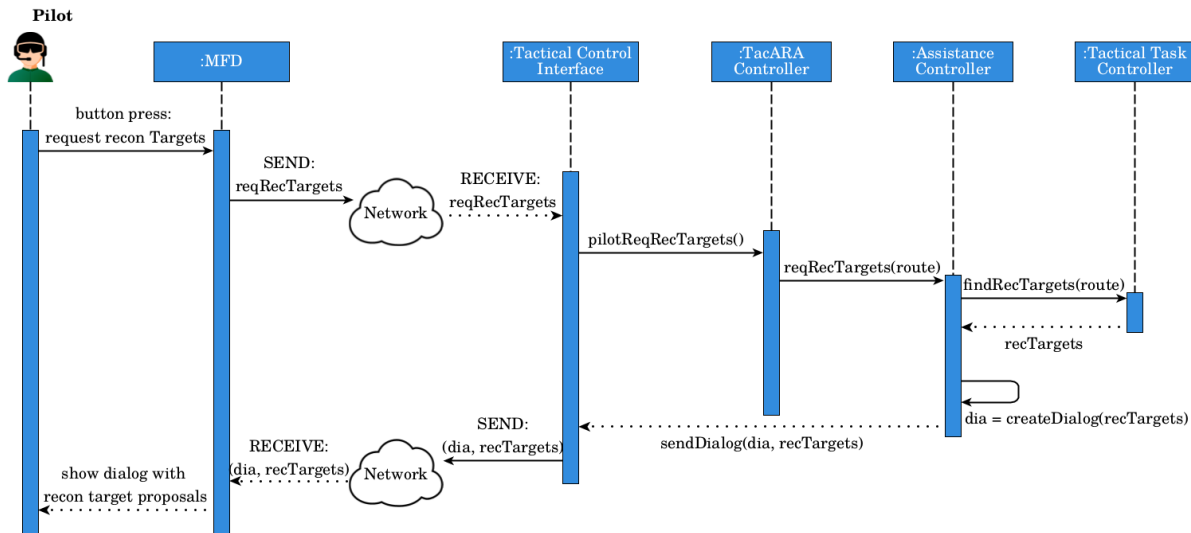 Pilot
:MFD
:Tactical Control
Interface
:TacARA
Controller
:Assistance
Controller
:Tactical Task
Controller
button press:
request recon Targets
SEND:
reqRecTargets
Network
RECEIVE:
reqRecTargets
pilotReqRecTargets()
reqRecTargets(route)
findRecTargets(route)
recTargets
dia = createDialog(recTargets)
sendDialog(dia, recTargets)
SEND:
(dia, recTargets)
Network
RECEIVE:
(dia, recTargets)
show dialog with
recon target proposals